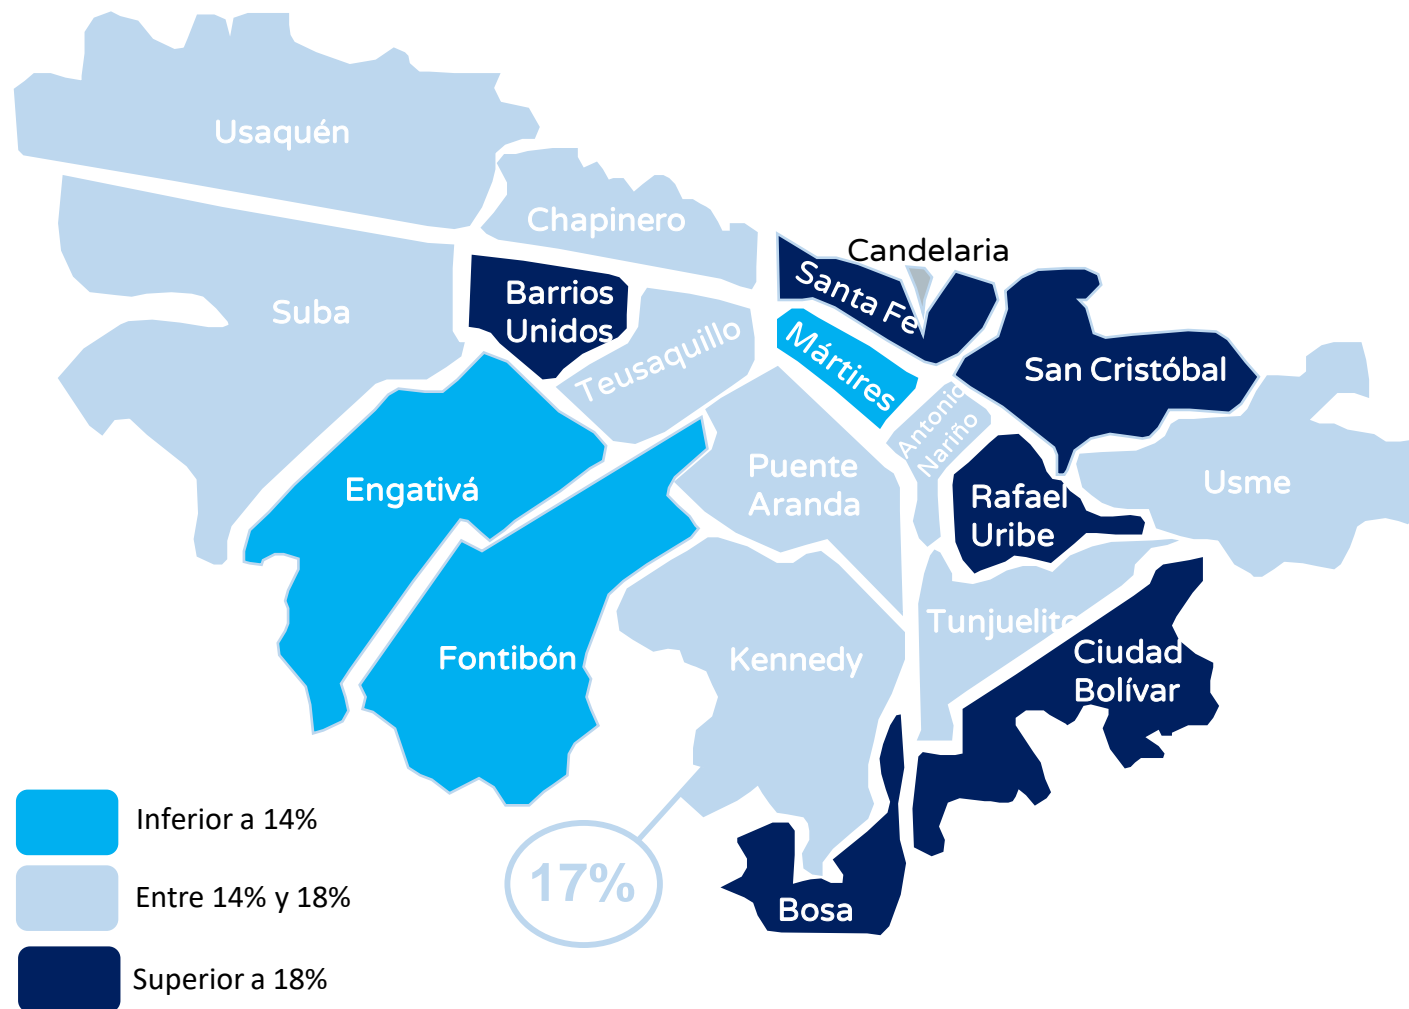 Usaquén
Chapinero
Candelaria
Suba
Barrios
Unidos
Santa Fe
Teusaquillo
Mártires
San Cristóbal
Antonio
Nariño
Engativá
Puente
Aranda
Rafael
Uribe
Usme
Fontibón
Kennedy
Tunjuelito
Ciudad
Bolívar
Inferior a 14%
17%
Entre 14% y 18%
Bosa
Superior a 18%